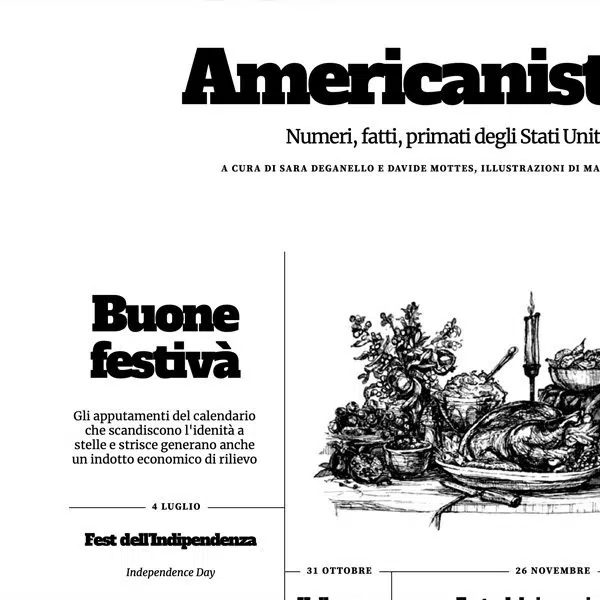 Americanist
Numeri, fatti, primati degli Stati Unit
A CURA DI SARA DEGANELLO E DAVIDE MOTTES, ILLUSTRAZIONI DI MA
Buone
festivà
Gli apputamenti del calendario
che scandiscono l'idenità a
stelle e strisce generano anche
un indotto economico di rilievo
4 LUGLIO
Fest dell'Indipendenza
Independence Day
31 OTTOBRE
26 NOVEMBRE